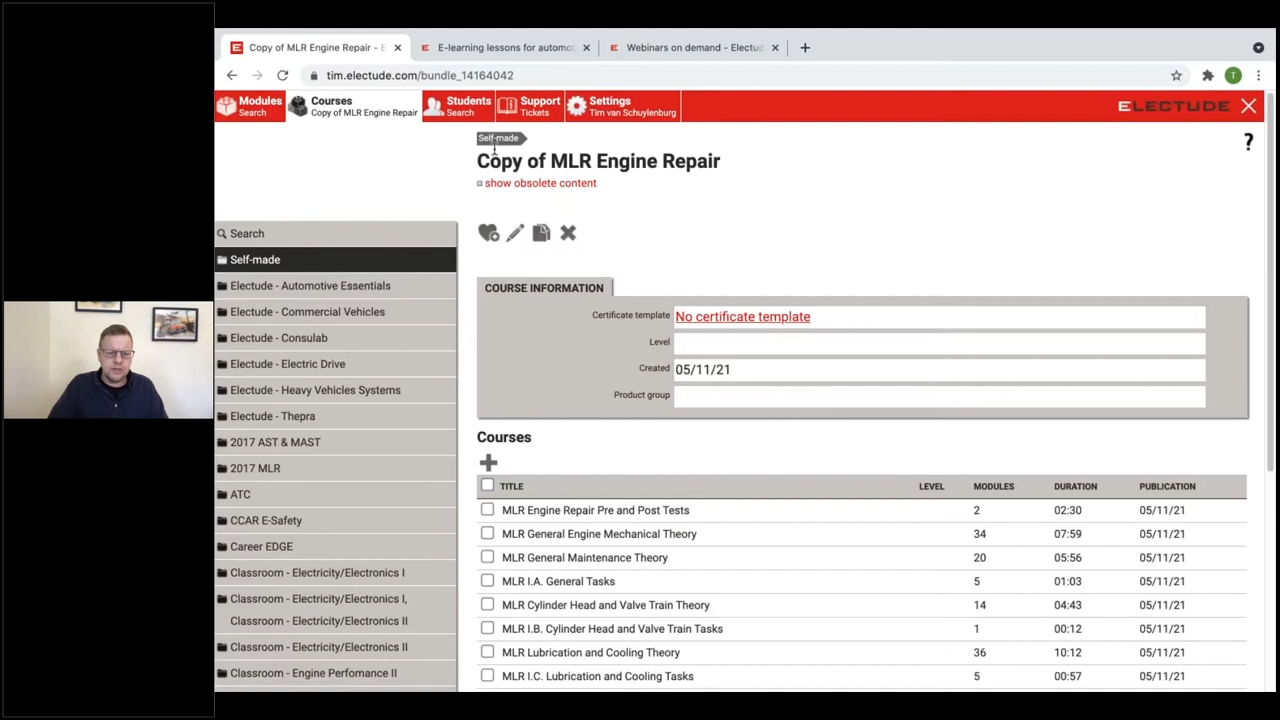 Copy of MLR Engine Repair - E
E-learning lessons for automot
Webinars on demand - Electud
tim.electude.com/bundle_14164042
T
Modules
Search
Courses
Copy of MLR Engine Repair
Students
Search
Support
Tickets
Settings
Tim van Schuylenburg
ELECTUDE
Self-made
Copy of MLR Engine Repair
show obsolete content
?
Search
Self-made
Electude - Automotive Essentials
Electude - Commercial Vehicles
Electude - Consulab
Electude - Electric Drive
Electude - Heavy Vehicles Systems
Electude - Thepra
2017 AST & MAST
2017 MLR
ATC
CCAR E-Safety
Career EDGE
Classroom - Electricity/Electronics I
Classroom - Electricity/Electronics I,
Classroom - Electricity/Electronics II
Classroom - Electricity/Electronics II
Classroom - Engine Perfomance II
COURSE INFORMATION
Certificate template No certificate template
Level
Created 05/11/21
Product group
Courses
TITLE LEVEL MODULES DURATION PUBLICATION
MLR Engine Repair Pre and Post Tests 2 02:30 05/11/21
MLR General Engine Mechanical Theory 34 07:59 05/11/21
MLR General Maintenance Theory 20 05:56 05/11/21
MLR I.A. General Tasks 5 01:03 05/11/21
MLR Cylinder Head and Valve Train Theory 14 04:43 05/11/21
MLR I.B. Cylinder Head and Valve Train Tasks 1 00:12 05/11/21
MLR Lubrication and Cooling Theory 36 10:12 05/11/21
MLR I.C. Lubrication and Cooling Tasks 5 00:57 05/11/21